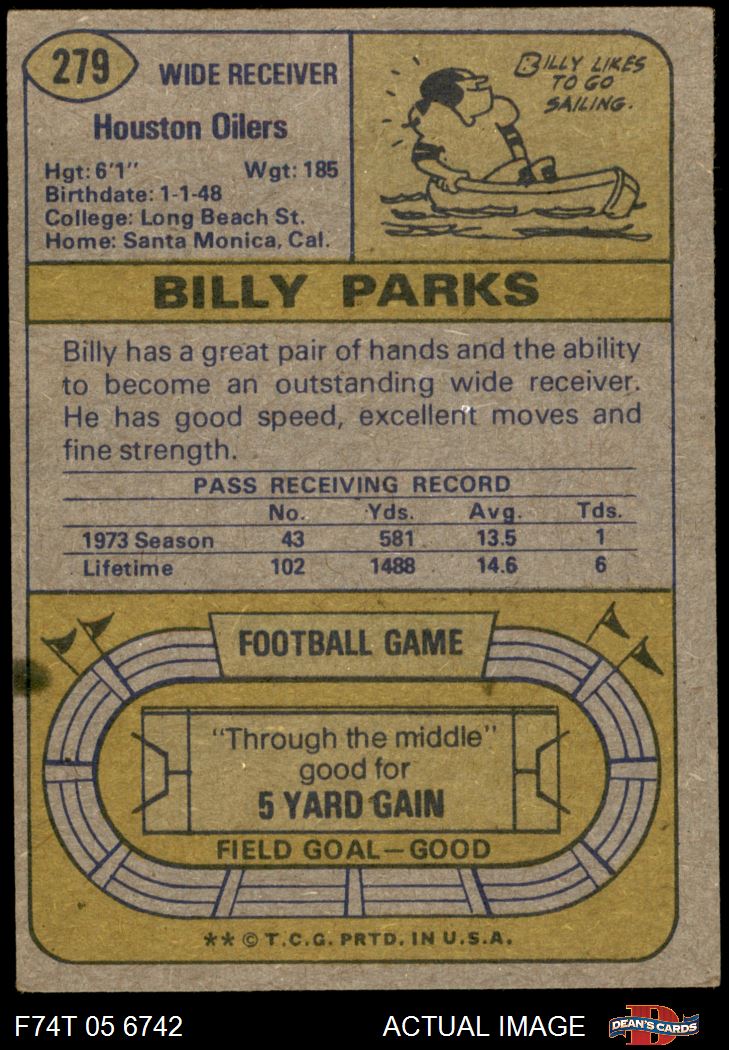 279
WIDE RECEIVER
Houston Oilers
Hgt: 6'1" Wgt: 185
Birthdate: 1-1-48
College: Long Beach St.
Home: Santa Monica, Cal.
BILLY LIKES
TO GO
SAILING.
BILLY PARKS
Billy has a great pair of hands and the ability
to become an outstanding wide receiver.
He has good speed, excellent moves and
fine strength.
PASS RECEIVING RECORD
No. Yds. Avg. Tds.
1973 Season 43 581 13.5 1
Lifetime 102 1488 14.6 6
FOOTBALL GAME
"Through the middle"
good for
5 YARD GAIN
FIELD GOAL—GOOD
** © T.C.G. PRTD. IN U.S.A.
F74T 05 6742 ACTUAL IMAGE
D
DEAN'S CARDS